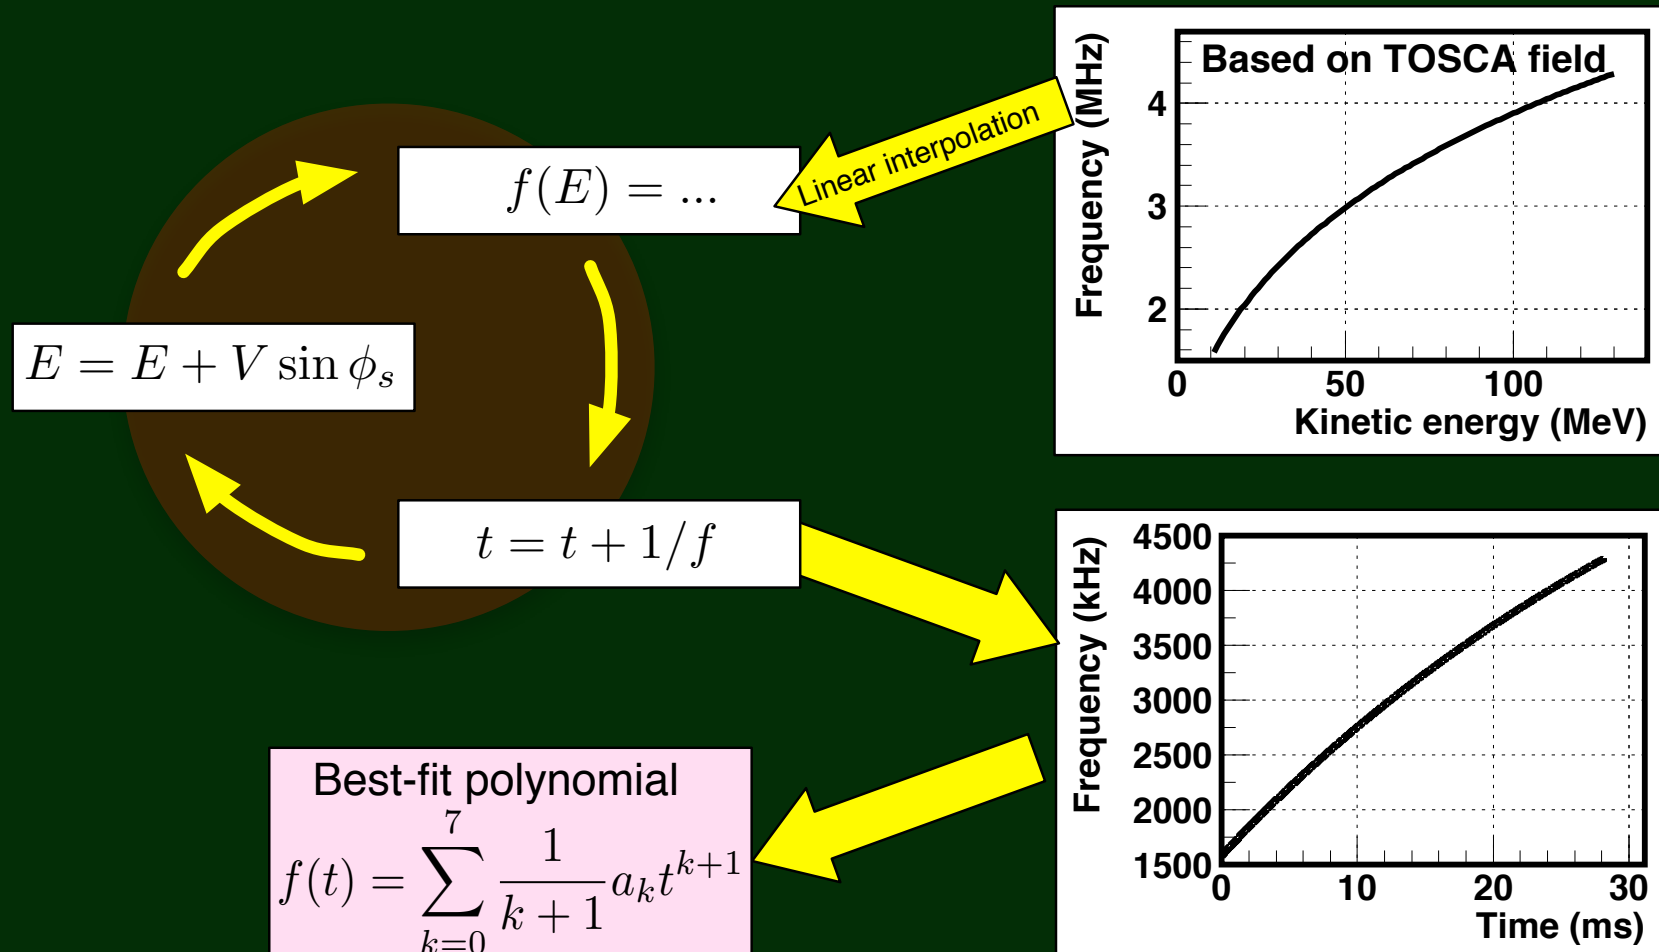 f(E) = ...
Linear interpolation
E = E + V sin ϕ_s
t = t + 1/f
Best-fit polynomial
f(t) = \sum_{k=0}^{7} \frac{1}{k+1} a_k t^{k+1}
Based on TOSCA field
Frequency (MHz)
4
3
2
0 50 100
Kinetic energy (MeV)
Frequency (kHz)
4500
4000
3500
3000
2500
2000
1500
0 10 20 30
Time (ms)